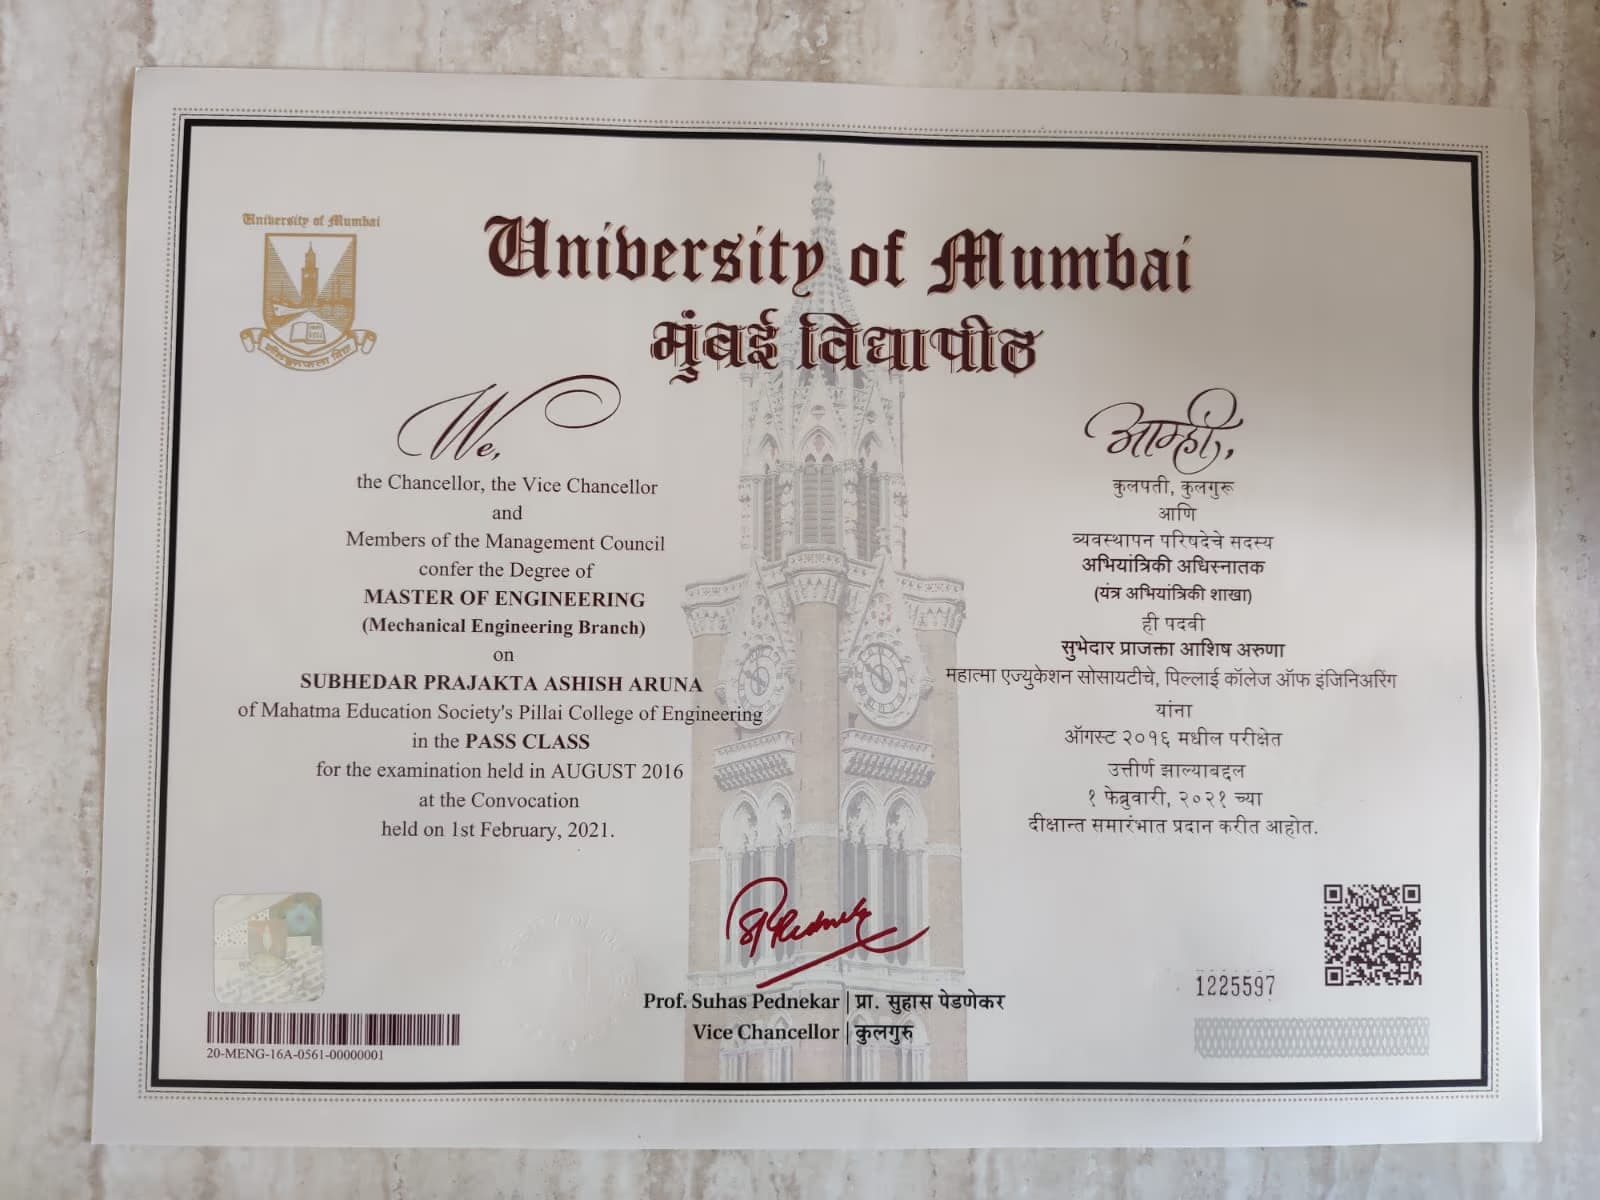 University of Mumbai
University of Mumbai
मुंबई विद्यापीठ
We,
the Chancellor, the Vice Chancellor
and
Members of the Management Council
confer the Degree of
MASTER OF ENGINEERING
(Mechanical Engineering Branch)
on
SUBHEDAR PRAJAKTA ASHISH ARUNA
of Mahatma Education Society's Pillai College of Engineering
in the PASS CLASS
for the examination held in AUGUST 2016
at the Convocation
held on 1st February, 2021.
आम्ही,
कुलपती, कुलगुरू
आणि
व्यवस्थापन परिषदेचे सदस्य
अभियांत्रिकी अधिस्नातक
(यंत्र अभियांत्रिकी शाखा)
ही पदवी
सुभेदार प्राजक्ता आशिष अरुणा
महात्मा एज्युकेशन सोसायटीचे, पिल्लाई कॉलेज ऑफ इंजिनिअरिंग
यांना
ऑगस्ट २०१६ मधील परीक्षेत
उत्तीर्ण झाल्याबद्दल
१ फेब्रुवारी, २०२१ च्या
दीक्षान्त समारंभात प्रदान करीत आहोत.
Prof. Suhas Pednekar | प्रा. सुहास पेडणेकर
Vice Chancellor | कुलगुरु
1225597
20-MENG-16A-0561-00000001